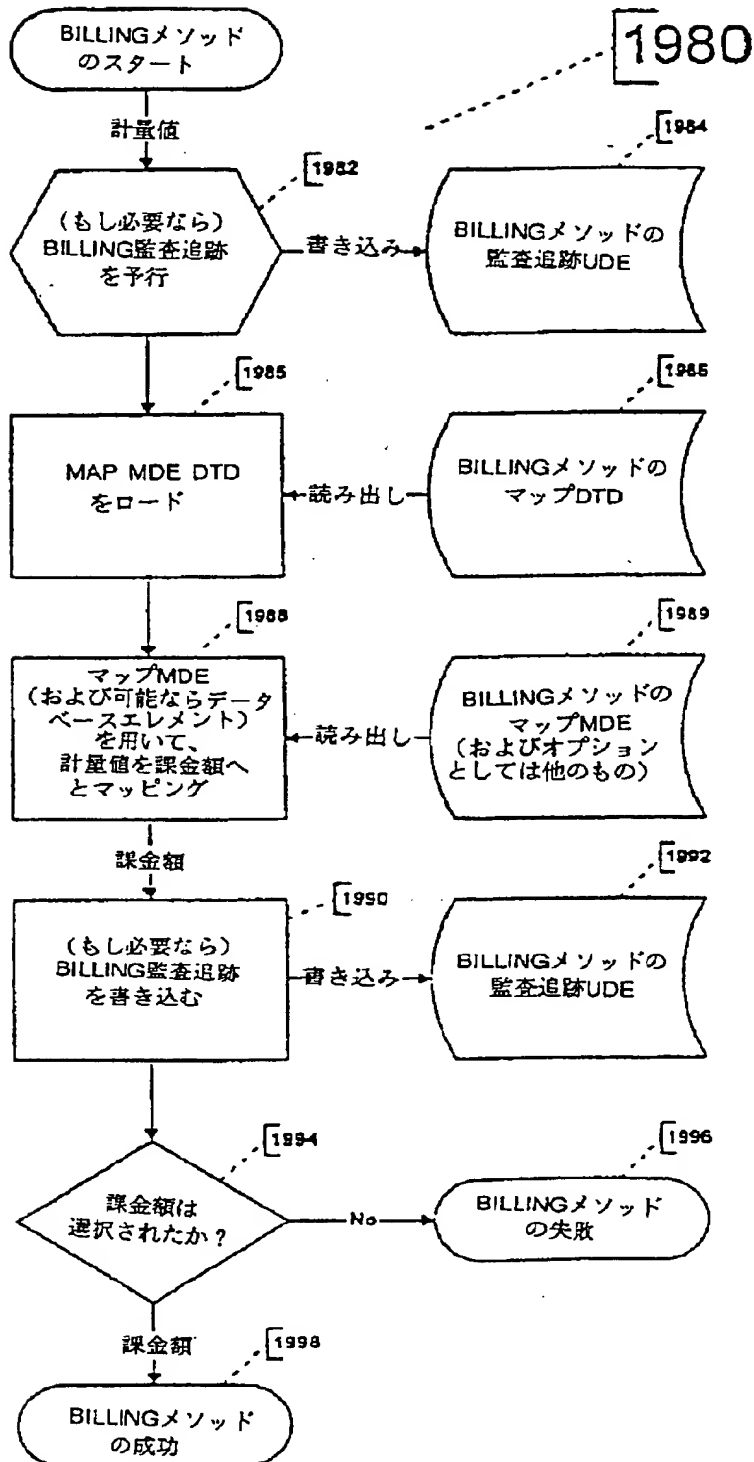 BILLINGメソッド
のスタート
1980
計量値
1982
1984
(もし必要なら)
BILLING監査追跡
を予行
書き込み
BILLINGメソッドの
監査追跡UDE
1985
1985
MAP MDE DTD
をロード
読み出し
BILLINGメソッドの
マップDTD
1988
1989
マップMDE
(および可能ならデータ
ベースエレメント)
を用いて、
計量値を課金額へ
とマッピング
読み出し
BILLINGメソッドの
マップMDE
(およびオプション
としては他のもの)
課金額
1990
1992
(もし必要なら)
BILLING監査追跡
を書き込む
書き込み
BILLINGメソッドの
監査追跡UDE
1994
1996
課金額は
選択されたか?
No
BILLINGメソッド
の失敗
課金額
1998
BILLINGメソッド
の成功